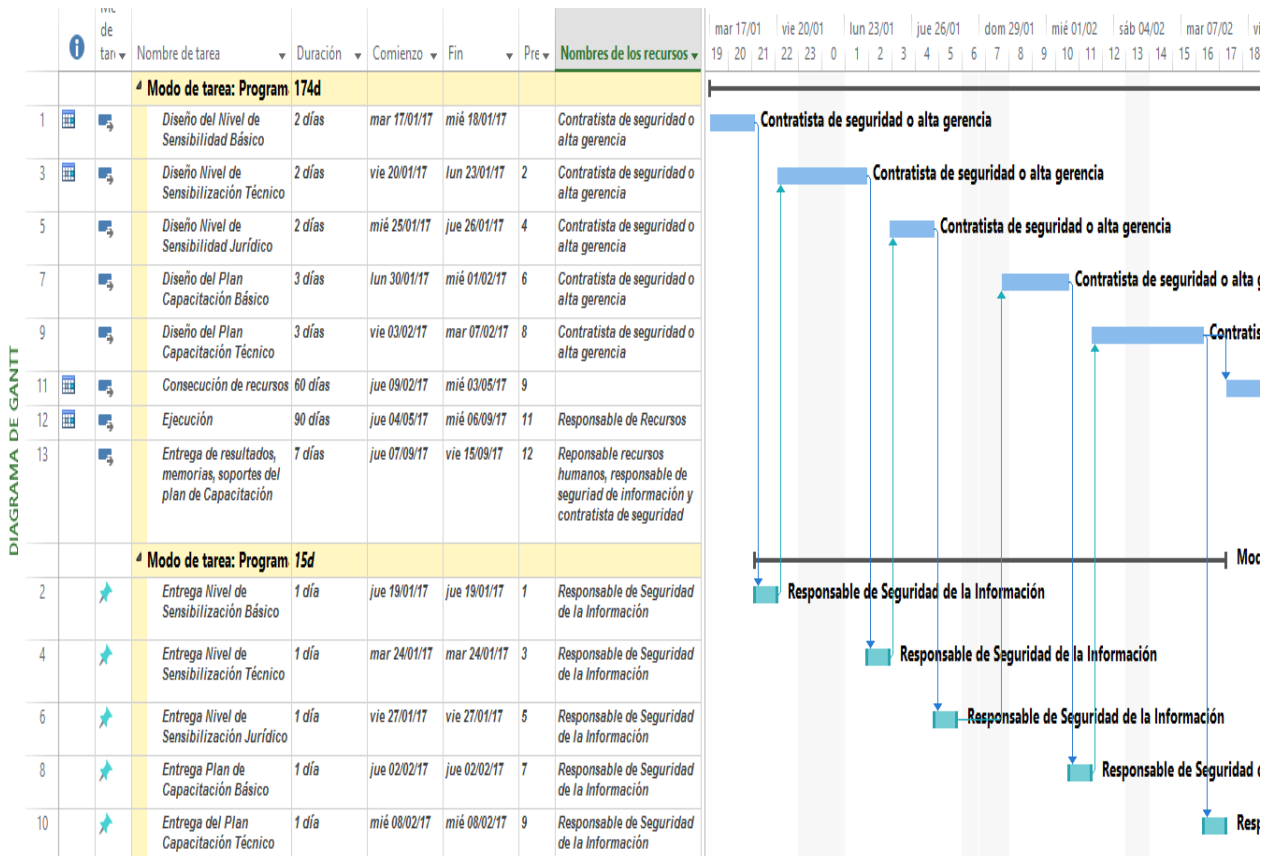 DIAGRAMA DE GANTT
de
tar
Nombre de tarea
Duración
Comienzo
Fin
Pre
Nombres de los recursos
mar 17/01 vie 20/01 lun 23/01 jue 26/01 dom 29/01 mié 01/02 sáb 04/02 mar 07/02
19 20 21 22 23 0 1 2 3 4 5 6 7 8 9 10 11 12 13 14 15 16 17 18
Modo de tarea: Program 174d
1 Diseño del Nivel de 2 días mar 17/01/17 mié 18/01/17 Contratista de seguridad o
Sensibilidad Básico alta gerencia
Contratista de seguridad o alta gerencia
3 Diseño Nivel de 2 días vie 20/01/17 lun 23/01/17 2 Contratista de seguridad o
Sensibilización Técnico alta gerencia
Contratista de seguridad o alta gerencia
5 Diseño Nivel de 2 días mié 25/01/17 jue 26/01/17 4 Contratista de seguridad o
Sensibilidad Jurídico alta gerencia
Contratista de seguridad o alta gerencia
7 Diseño del Plan 3 días lun 30/01/17 mié 01/02/17 6 Contratista de seguridad o
Capacitación Básico alta gerencia
Contratista de seguridad o alta
9 Diseño del Plan 3 días vie 03/02/17 mar 07/02/17 8 Contratista de seguridad o
Capacitación Técnico alta gerencia
Contratis
11 Consecución de recursos 60 días jue 09/02/17 mié 03/05/17 9
12 Ejecución 90 días jue 04/05/17 mié 06/09/17 11 Responsable de Recursos
13 Entrega de resultados, 7 días jue 07/09/17 vie 15/09/17 12 Reponsable recursos
memorias, soportes del humanos, responsable de
plan de Capacitación seguriad de información y
contratista de seguridad
Modo de tarea: Program 15d
Mod
2 Entrega Nivel de 1 día jue 19/01/17 jue 19/01/17 1 Responsable de Seguridad
Sensibilización Básico de la Información
Responsable de Seguridad de la Información
4 Entrega Nivel de 1 día mar 24/01/17 mar 24/01/17 3 Responsable de Seguridad
Sensibilización Técnico de la Información
Responsable de Seguridad de la Información
6 Entrega Nivel de 1 día vie 27/01/17 vie 27/01/17 5 Responsable de Seguridad
Sensibilización Jurídico de la Información
Responsable de Seguridad de la Información
8 Entrega Plan de 1 día jue 02/02/17 jue 02/02/17 7 Responsable de Seguridad
Capacitación Básico de la Información
Responsable de Seguridad
10 Entrega del Plan 1 día mié 08/02/17 mié 08/02/17 9 Responsable de Seguridad
Capacitación Técnico de la Información
Resp